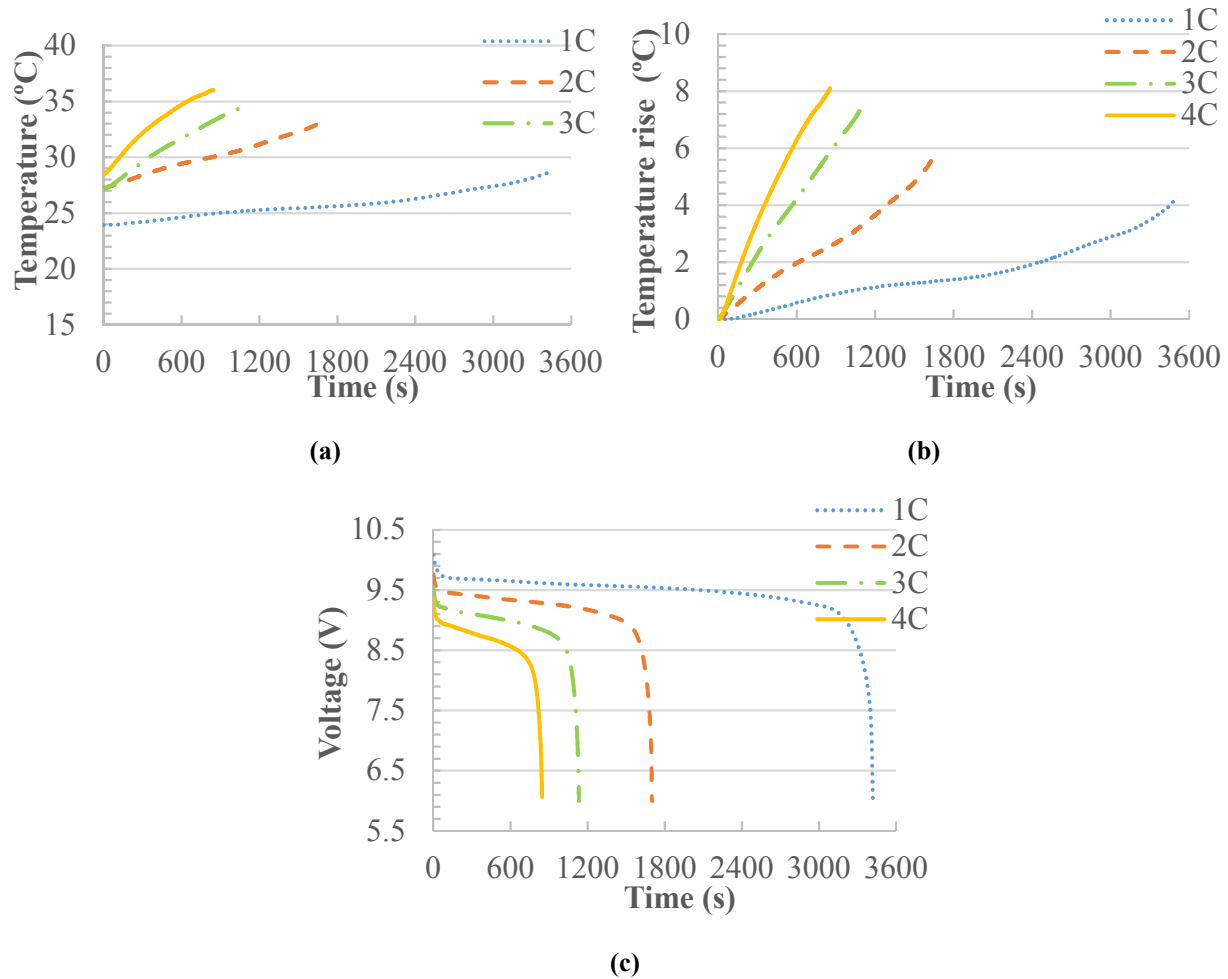 Temperature (ºC)
40
35
30
25
20
15
0 600 1200 1800 2400 3000 3600
Time (s)
1C
2C
3C
(a)
Temperature rise (ºC)
10
8
6
4
2
0
0 600 1200 1800 2400 3000 3600
Time (s)
1C
2C
3C
4C
(b)
Voltage (V)
10.5
9.5
8.5
7.5
6.5
5.5
0 600 1200 1800 2400 3000 3600
Time (s)
1C
2C
3C
4C
(c)